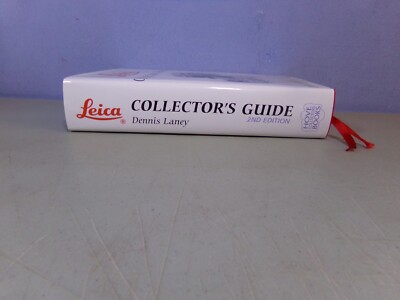 Leica®
COLLECTOR'S GUIDE
Dennis Laney
2ND EDITION
HOVE
BOOKS